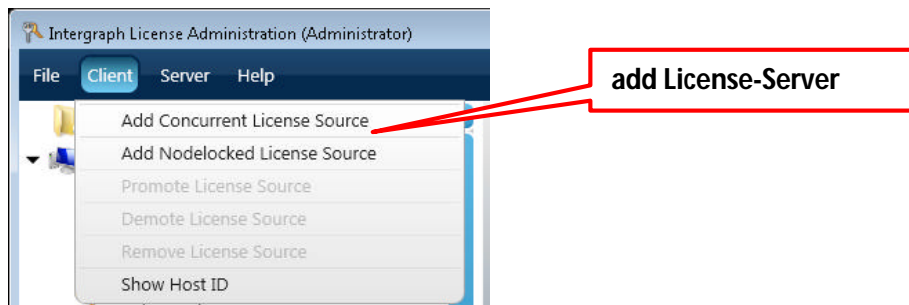 Intergraph License Administration (Administrator)
File Client Server Help
add License-Server
Add Concurrent License Source
Add Nodelocked License Source
Promote License Source
Demote License Source
Remove License Source
Show Host ID